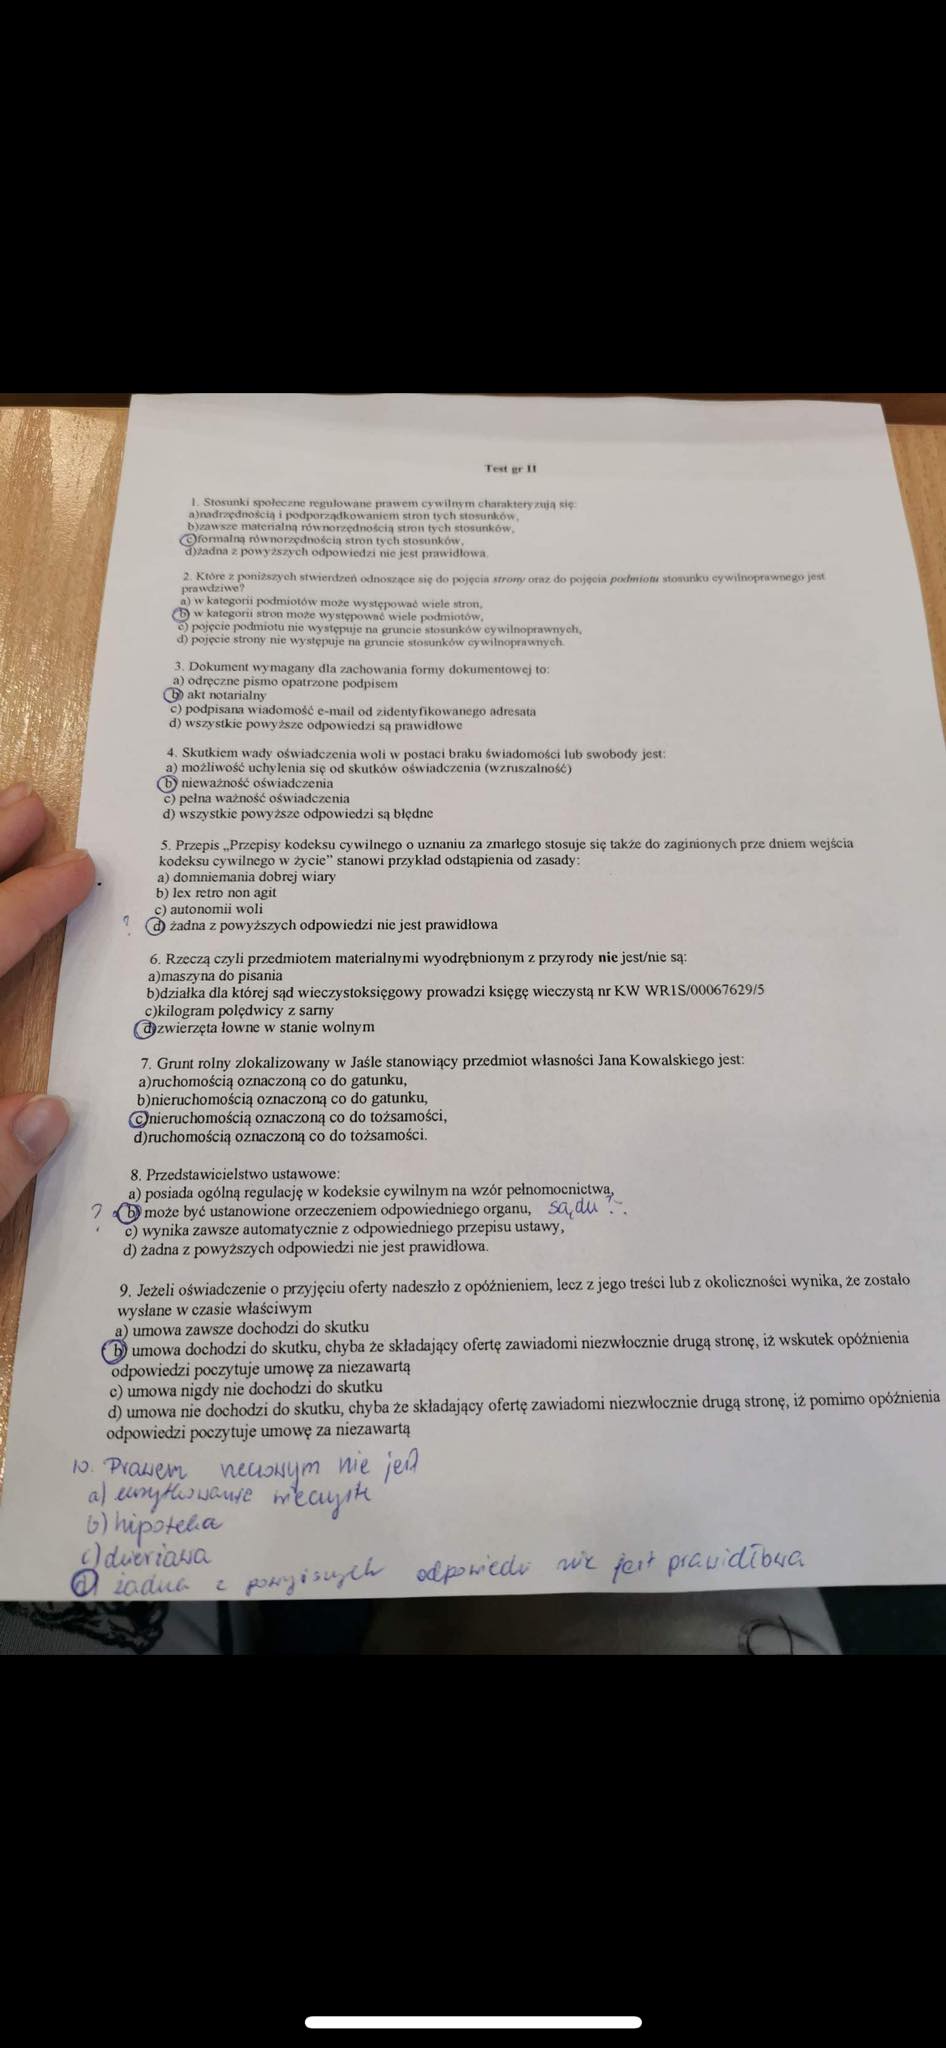 Test gr II
1. Stosunki społeczne regulowane prawem cywilnym charakteryzują się:
a)nadrzędnością i podporządkowaniem stron tych stosunków,
b)zawsze materialną równorzędnością stron tych stosunków,
c)formalną równorzędnością stron tych stosunków,
d)żadna z powyższych odpowiedzi nie jest prawidłowa.
2. Które z poniższych stwierdzeń odnoszące się do pojęcia strony oraz do pojęcia podmiotu stosunku cywilnoprawnego jest
prawdziwe?
a) w kategorii podmiotów może występować wiele stron,
b) w kategorii stron może występować wiele podmiotów,
c) pojęcie podmiotu nie występuje na gruncie stosunków cywilnoprawnych,
d) pojęcie strony nie występuje na gruncie stosunków cywilnoprawnych.
3. Dokument wymagany dla zachowania formy dokumentowej to:
a) odręczne pismo opatrzone podpisem
b) akt notarialny
c) podpisana wiadomość e-mail od zidentyfikowanego adresata
d) wszystkie powyższe odpowiedzi są prawidłowe
4. Skutkiem wady oświadczenia woli w postaci braku świadomości lub swobody jest:
a) możliwość uchylenia się od skutków oświadczenia (wzruszalność)
b) nieważność oświadczenia
c) pełna ważność oświadczenia
d) wszystkie powyższe odpowiedzi są błędne
5. Przepis „Przepisy kodeksu cywilnego o uznaniu za zmarłego stosuje się także do zaginionych prze dniem wejścia
kodeksu cywilnego w życie” stanowi przykład odstąpienia od zasady:
a) domniemania dobrej wiary
b) lex retro non agit
c) autonomii woli
? d) żadna z powyższych odpowiedzi nie jest prawidłowa
6. Rzeczą czyli przedmiotem materialnymi wyodrębnionym z przyrody nie jest/nie są:
a)maszyna do pisania
b)działka dla której sąd wieczystoksięgowy prowadzi księgę wieczystą nr KW WR1S/00067629/5
c)kilogram polędwicy z sarny
d)zwierzęta łowne w stanie wolnym
7. Grunt rolny zlokalizowany w Jaśle stanowiący przedmiot własności Jana Kowalskiego jest:
a)ruchomością oznaczoną co do gatunku,
b)nieruchomością oznaczoną co do gatunku,
c)nieruchomością oznaczoną co do tożsamości,
d)ruchomością oznaczoną co do tożsamości.
8. Przedstawicielstwo ustawowe:
a) posiada ogólną regulację w kodeksie cywilnym na wzór pełnomocnictwa,
? b) może być ustanowione orzeczeniem odpowiedniego organu, sądu ?
c) wynika zawsze automatycznie z odpowiedniego przepisu ustawy,
d) żadna z powyższych odpowiedzi nie jest prawidłowa.
9. Jeżeli oświadczenie o przyjęciu oferty nadeszło z opóźnieniem, lecz z jego treści lub z okoliczności wynika, że zostało
wysłane w czasie właściwym
a) umowa zawsze dochodzi do skutku
b) umowa dochodzi do skutku, chyba że składający ofertę zawiadomi niezwłocznie drugą stronę, iż wskutek opóźnienia
odpowiedzi poczytuje umowę za niezawartą
c) umowa nigdy nie dochodzi do skutku
d) umowa nie dochodzi do skutku, chyba że składający ofertę zawiadomi niezwłocznie drugą stronę, iż pomimo opóźnienia
odpowiedzi poczytuje umowę za niezawartą
10. Prawem rzeczowym nie jest
a) użytkowanie wieczyste
b) hipoteka
c) dzierżawa
d) żadna z powyższych odpowiedzi nie jest prawidłowa